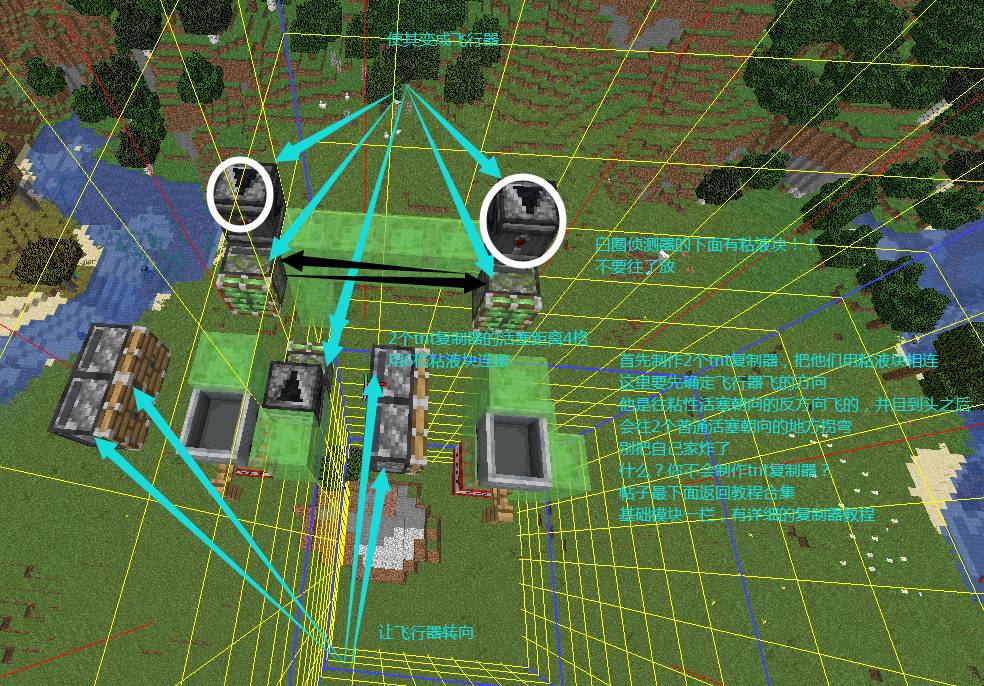 使其变成飞行器
白圈侦测器的下面有粘液块！！
不要往了放
2个tnt复制器的活塞距离4格
用6格粘液块连接
首先制作2个tnt复制器，把他们用粘液块相连
这里要先确定飞行器飞的方向
他是往粘性活塞朝向的反方向飞的，并且到头之后
会在2个普通活塞朝向的地方拐弯
别把自己家炸了
什么？你不会制作tnt复制器？
帖子最下面返回教程合集
基础模块一栏，有详细的复制器教程
让飞行器转向